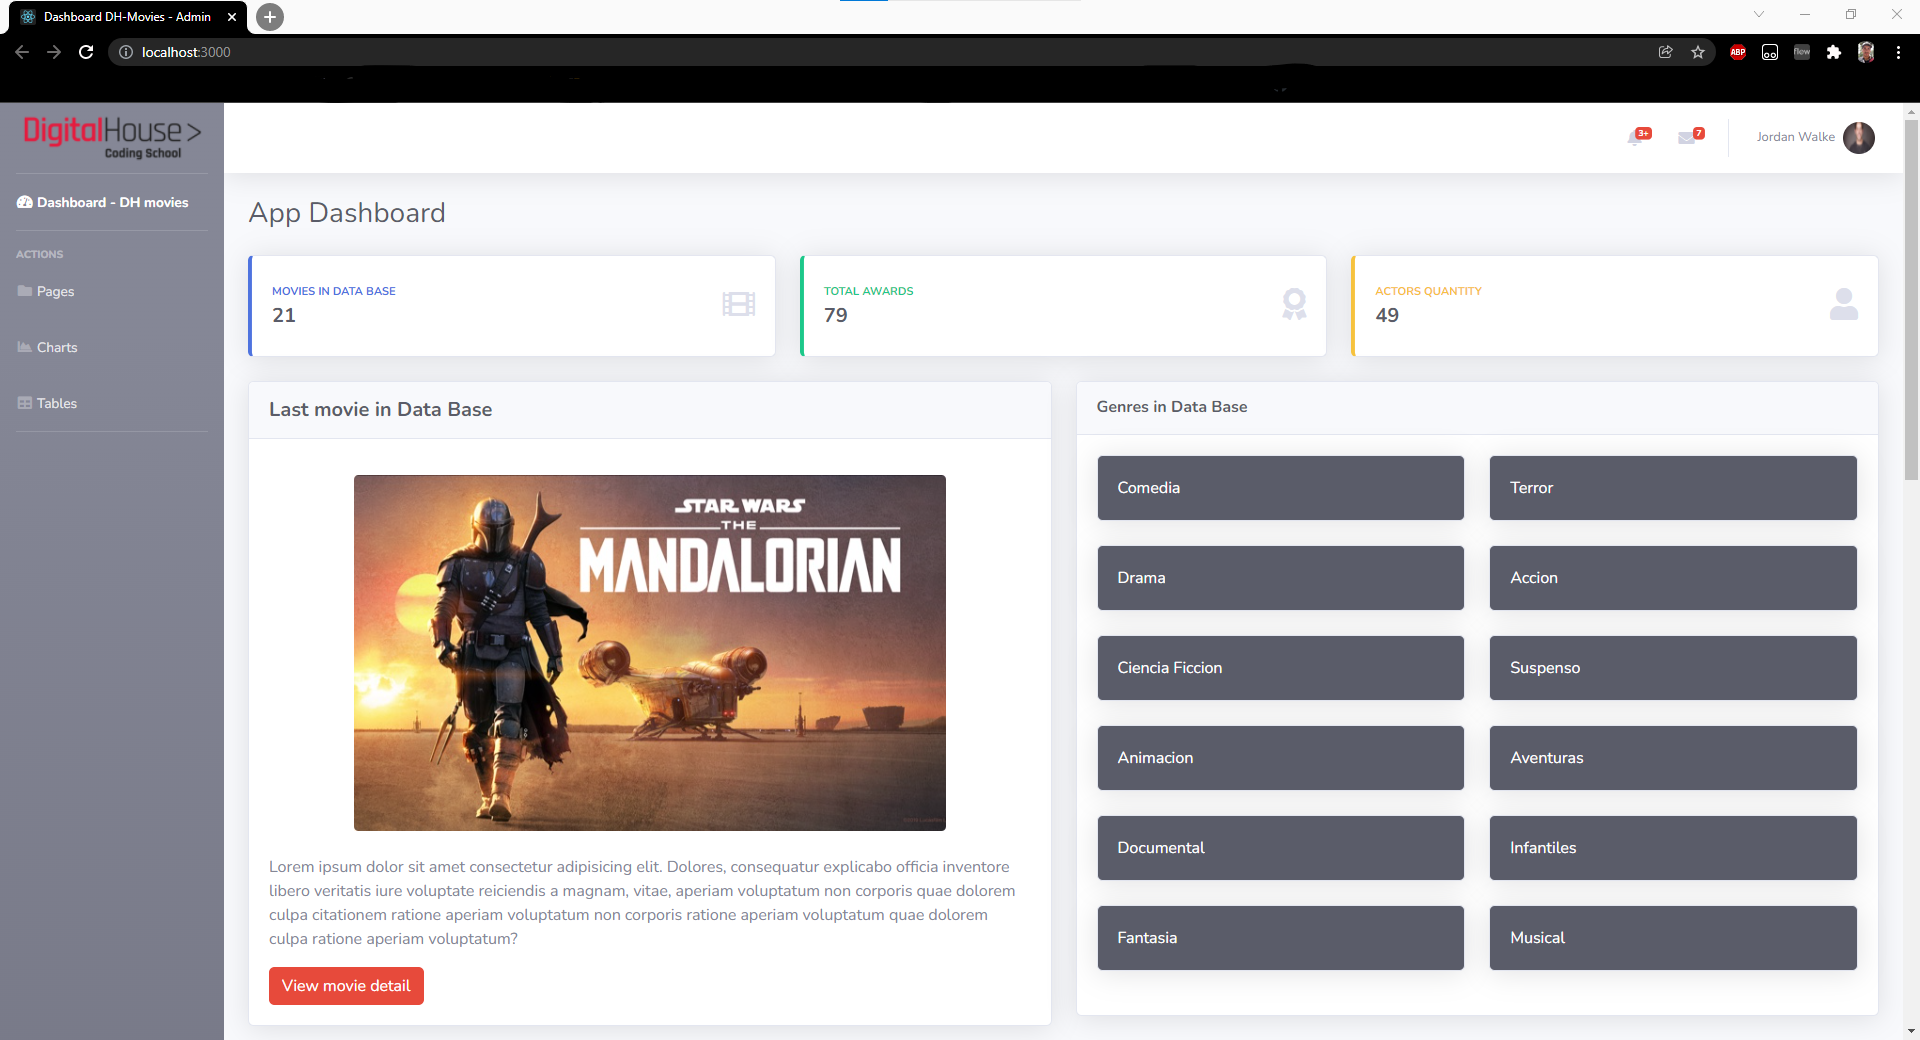 Dashboard DH-Movies - Admin
localhost:3000
ABP
flow
DigitalHouse>
Coding School
3+
7
Jordan Walke
Dashboard - DH movies
ACTIONS
Pages
Charts
Tables
App Dashboard
MOVIES IN DATA BASE
21
TOTAL AWARDS
79
ACTORS QUANTITY
49
Last movie in Data Base
STAR WARS
THE
MANDALORIAN
Lorem ipsum dolor sit amet consectetur adipisicing elit. Dolores, consequatur explicabo officia inventore
libero veritatis iure voluptate reiciendis a magnam, vitae, aperiam voluptatum non corporis quae dolorem
culpa citationem ratione aperiam voluptatum non corporis ratione aperiam voluptatum quae dolorem
culpa ratione aperiam voluptatum?
View movie detail
Genres in Data Base
Comedia
Terror
Drama
Accion
Ciencia Ficcion
Suspenso
Animacion
Aventuras
Documental
Infantiles
Fantasia
Musical